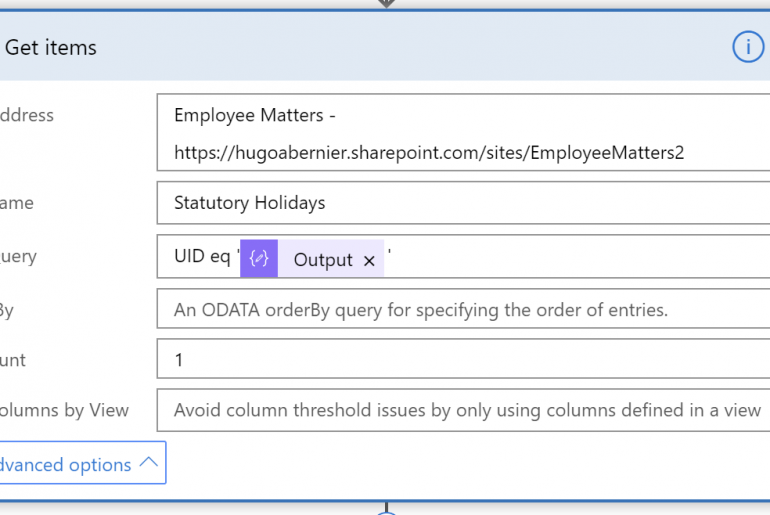 Get items
ddress
Employee Matters -
https://hugoabernier.sharepoint.com/sites/EmployeeMatters2
ame
Statutory Holidays
uery
UID eq ' {} Output × '
By
An ODATA orderBy query for specifying the order of entries.
unt
1
olumns by View
Avoid column threshold issues by only using columns defined in a view
dvanced options